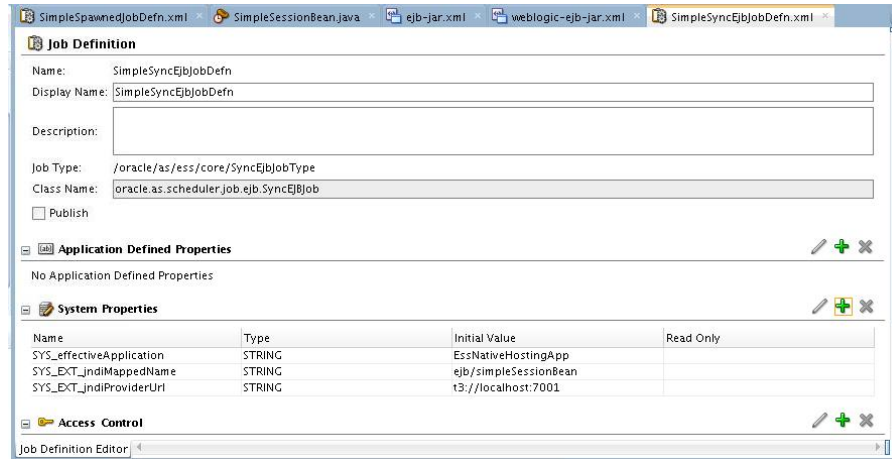 SimpleSpawnedJobDefn.xml SimpleSessionBean.java ejb-jar.xml weblogic-ejb-jar.xml SimpleSyncEjbJobDefn.xml
Job Definition
Name: SimpleSyncEjbJobDefn
Display Name: SimpleSyncEjbJobDefn
Description:
Job Type: /oracle/as/ess/core/SyncEjbJobType
Class Name: oracle.as.scheduler.job.ejb.SyncEJBJob
Publish
Application Defined Properties
No Application Defined Properties
System Properties
Name Type Initial Value Read Only
SYS_effectiveApplication STRING EssNativeHostingApp
SYS_EXT_jndiMappedName STRING ejb/simpleSessionBean
SYS_EXT_jndiProviderUrl STRING t3://localhost:7001
Access Control
Job Definition Editor